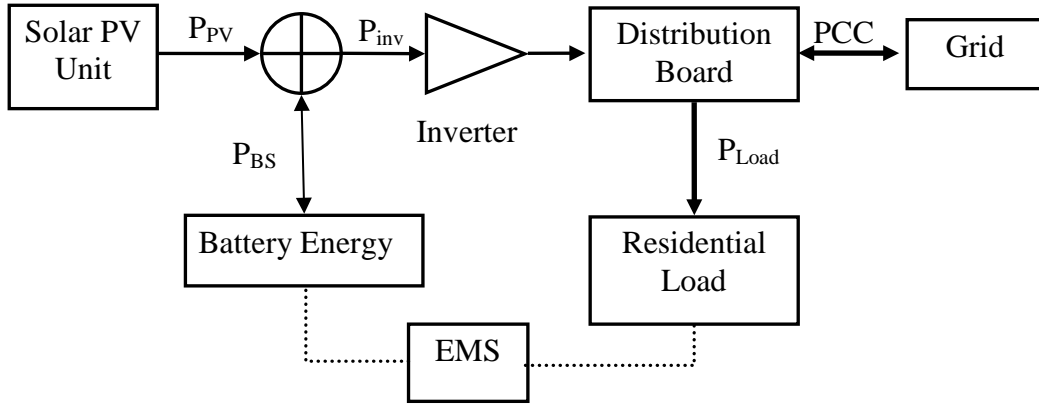 Solar PV
Unit
P_PV
P_inv
Inverter
Distribution
Board
PCC
Grid
P_BS
P_Load
Battery Energy
Residential
Load
EMS